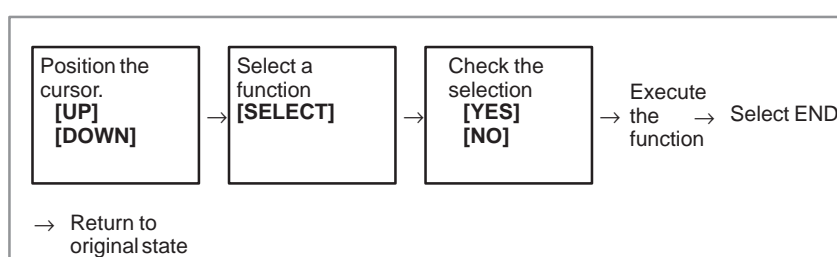 Position the
cursor.
[UP]
[DOWN]
→
Select a
function
[SELECT]
→
Check the
selection
[YES]
[NO]
→
Execute
the
function
→
Select END
→ Return to
original state